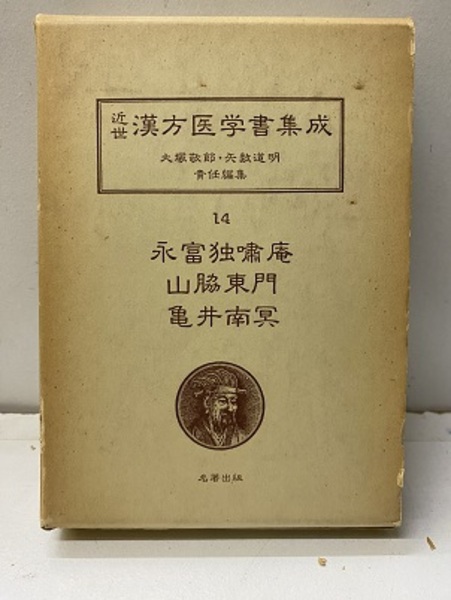 近世漢方医学書集成
大塚敬節・矢数道明
責任編集
14
永富独嘯庵
山脇東門
亀井南冥
名著出版